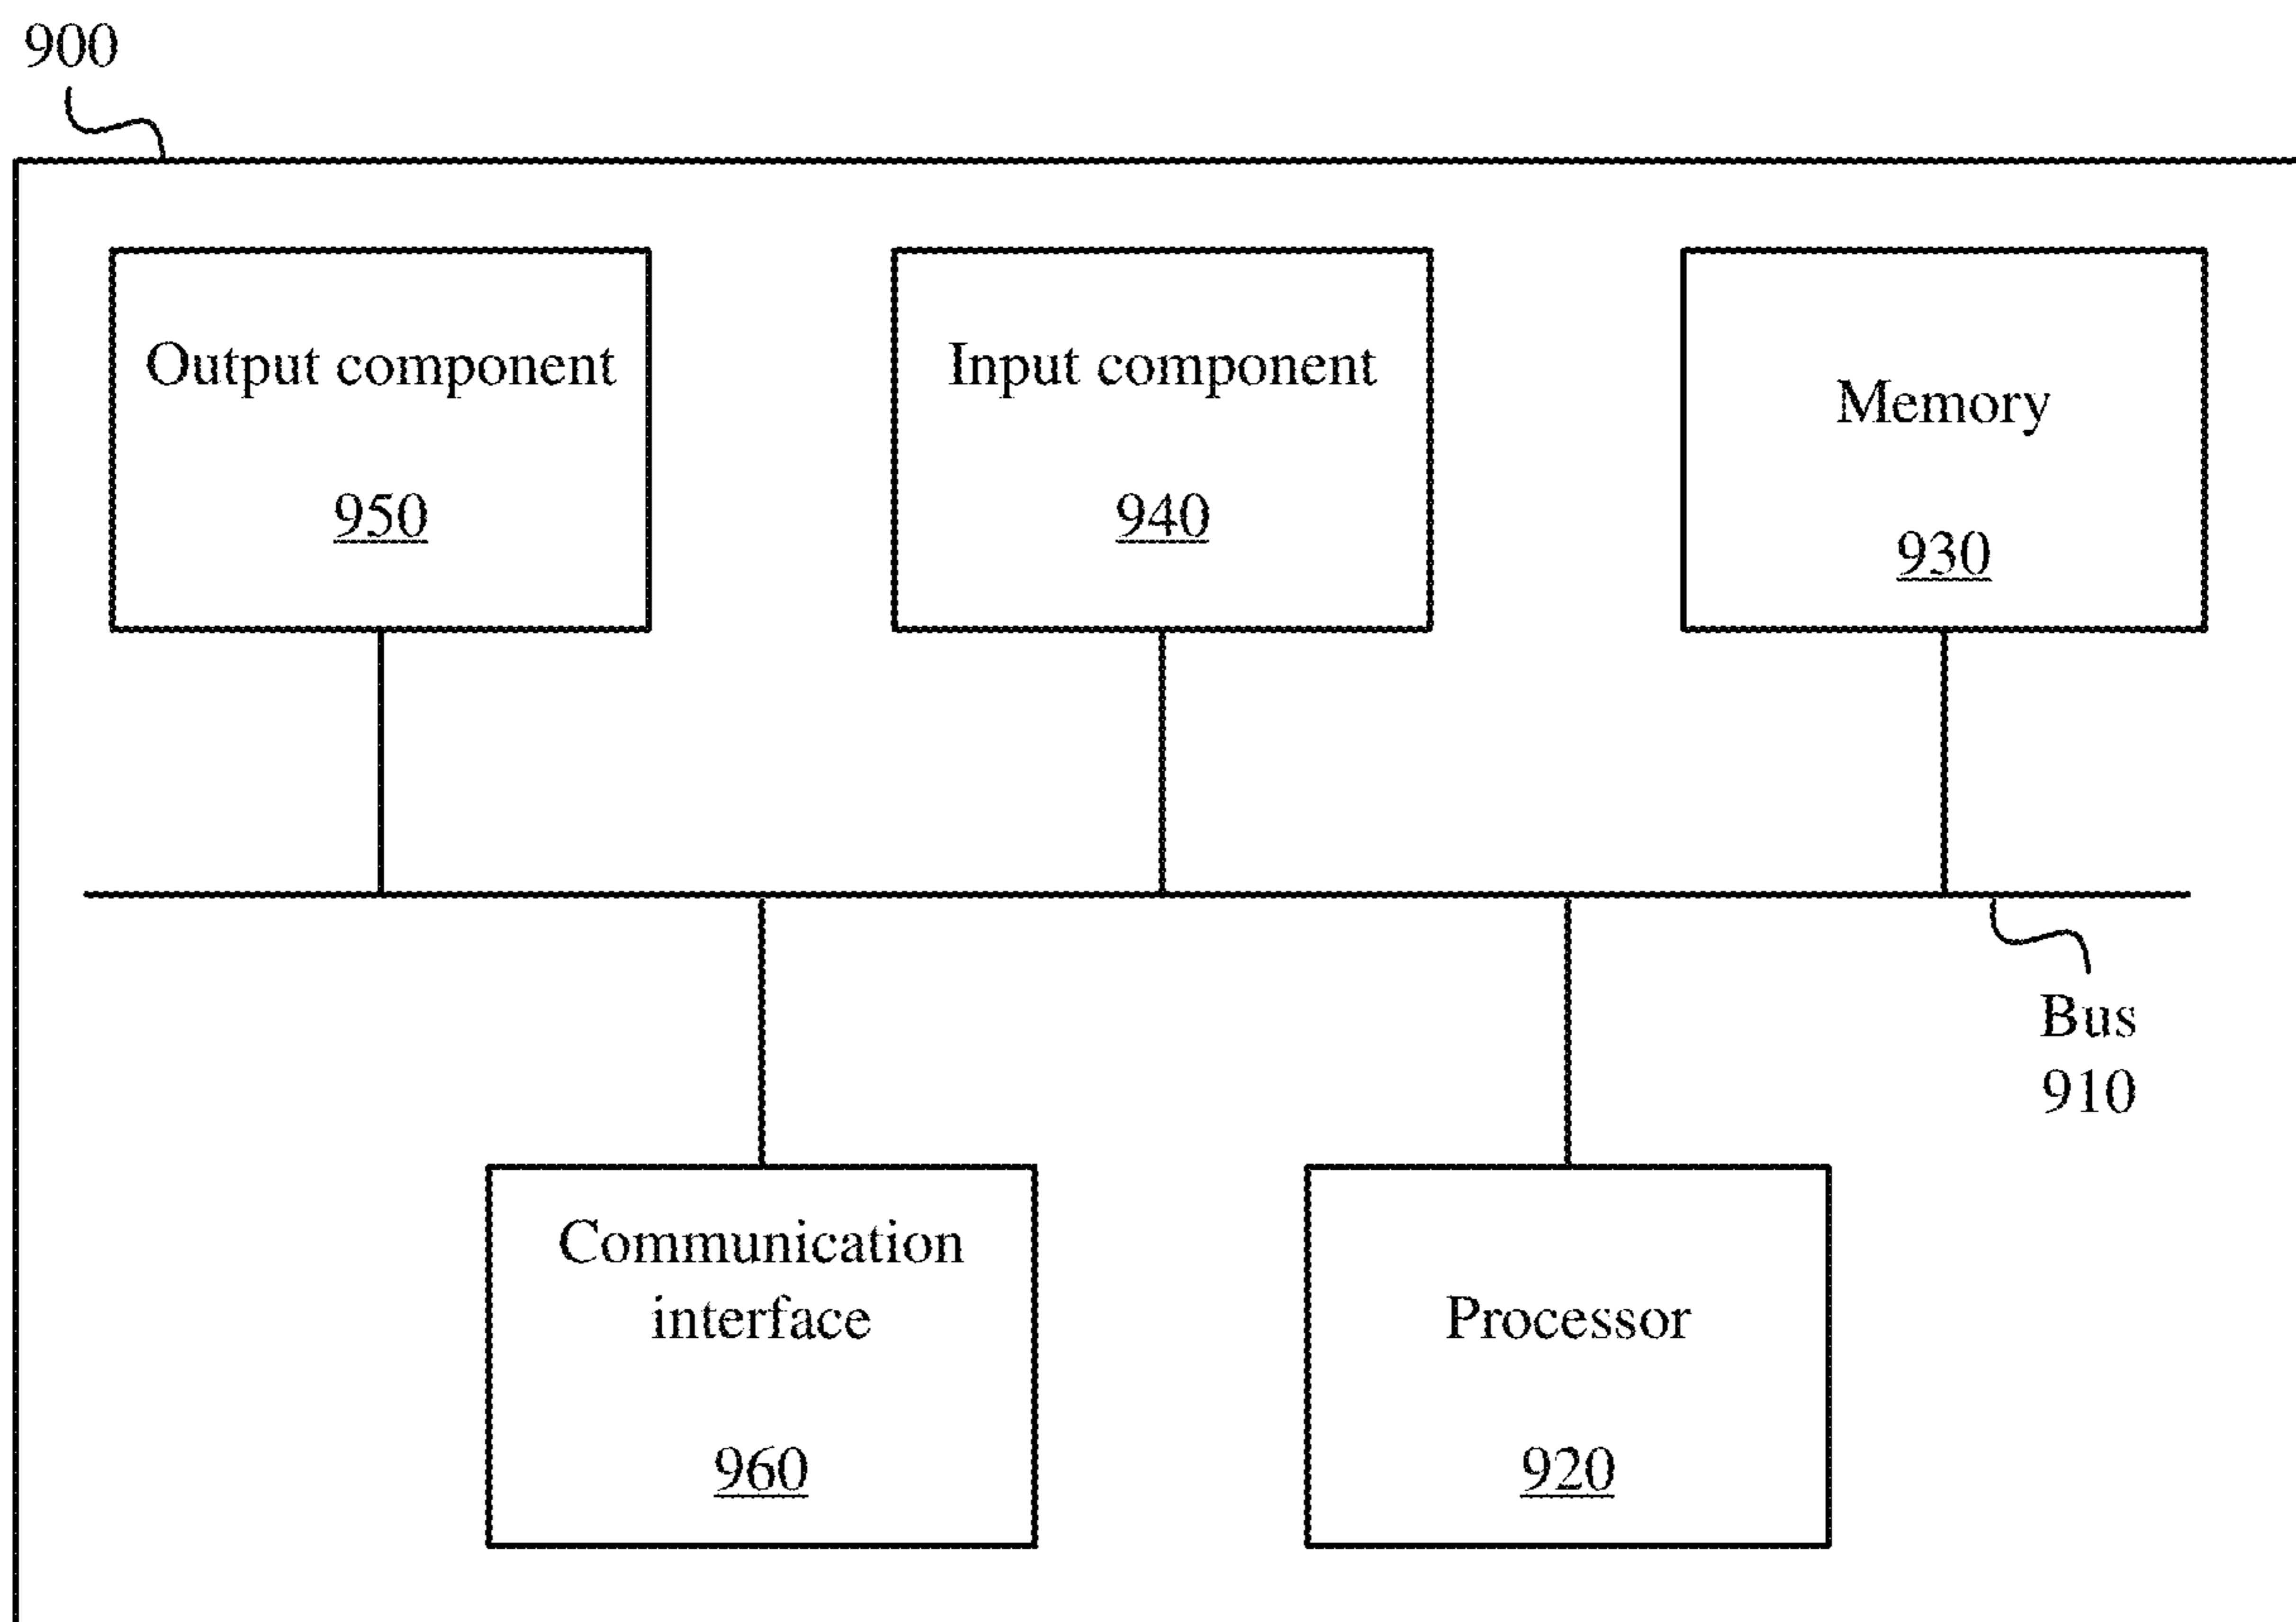 900
Output component
950
Input component
940
Memory
930
Bus
910
Communication
interface
960
Processor
920